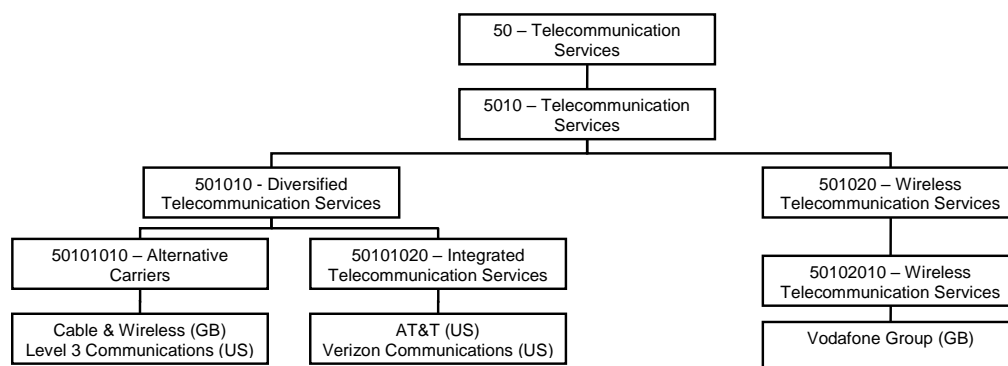 50 – Telecommunication
Services
5010 – Telecommunication
Services
501010 - Diversified
Telecommunication Services
501020 – Wireless
Telecommunication Services
50101010 – Alternative
Carriers
50101020 – Integrated
Telecommunication Services
50102010 – Wireless
Telecommunication Services
Cable & Wireless (GB)
Level 3 Communications (US)
AT&T (US)
Verizon Communications (US)
Vodafone Group (GB)